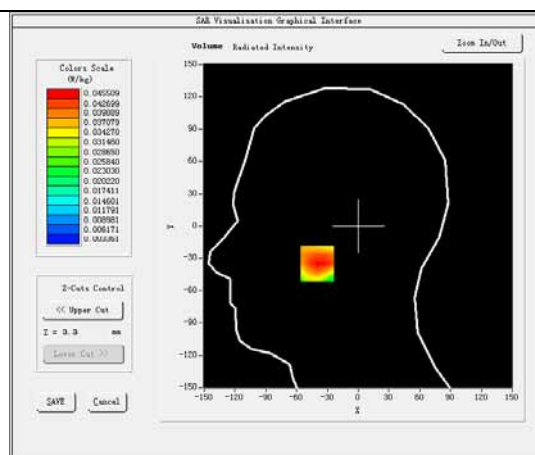 SAR Visualisation Graphical Interface
Volume Radiated Intensity
Zoom In/Out
Colors Scale
(W/kg)
0.045509
0.042699
0.039889
0.037079
0.034270
0.031460
0.028650
0.025840
0.023030
0.020220
0.017411
0.014601
0.011791
0.008981
0.006171
0.003361
Z-Cuts Control
<< Upper Cut
Z = 3.3 mm
Lower Cut >>
SAVE Cancel
150-
120-
90-
60-
30-
0-
-30-
-60-
-90-
-120-
-150-
Y
-150 -120 -90 -60 -30 0 30 60 90 120 150
X